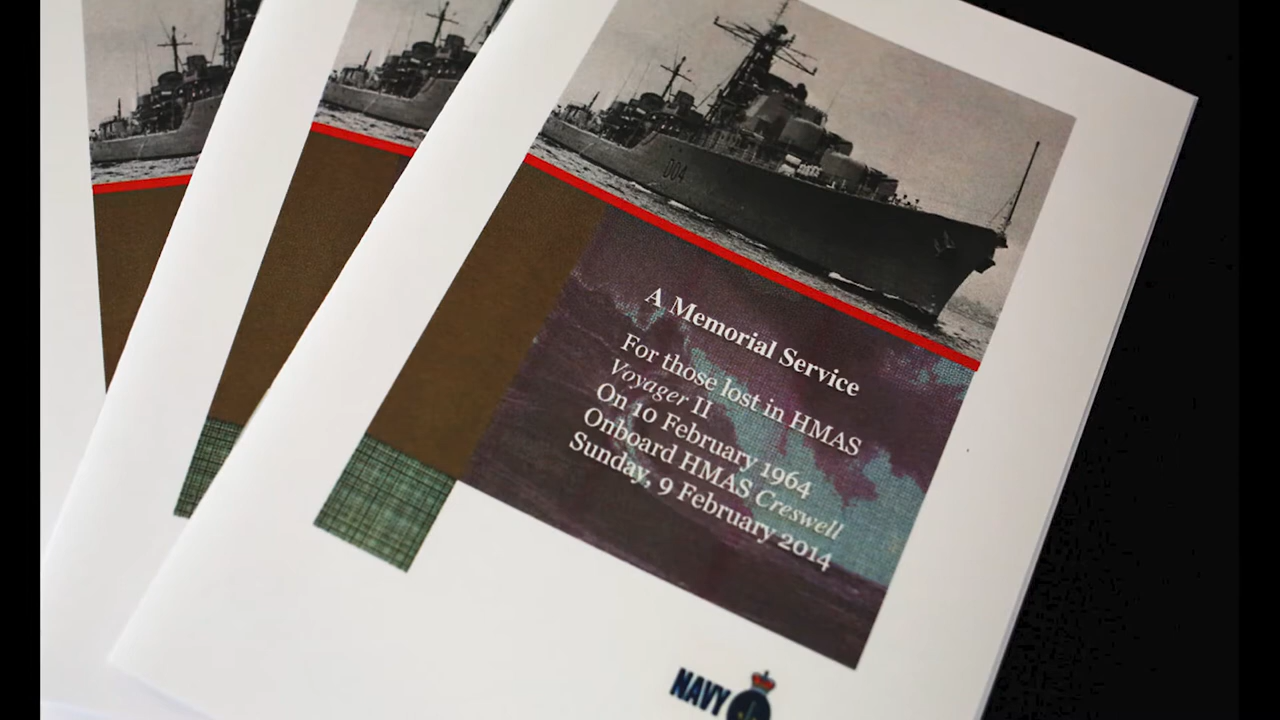 D04
A Memorial Service
For those lost in HMAS
Voyager II
On 10 February 1964
Onboard HMAS Creswell
Sunday, 9 February 2014
NAVY